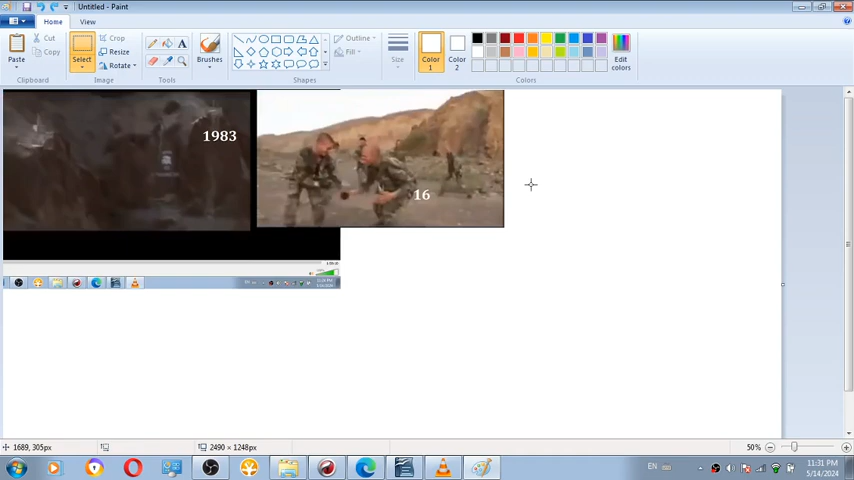 Untitled - Paint
Home
View
Paste
Cut
Copy
Clipboard
Select
Crop
Resize
Rotate
Image
A
Tools
Brushes
Outline
Fill
Shapes
Size
Color
1
Color
2
Edit
colors
Colors
1983
16
1689, 305px
2490 × 1248px
50%
EN
11:31 PM
5/14/2024